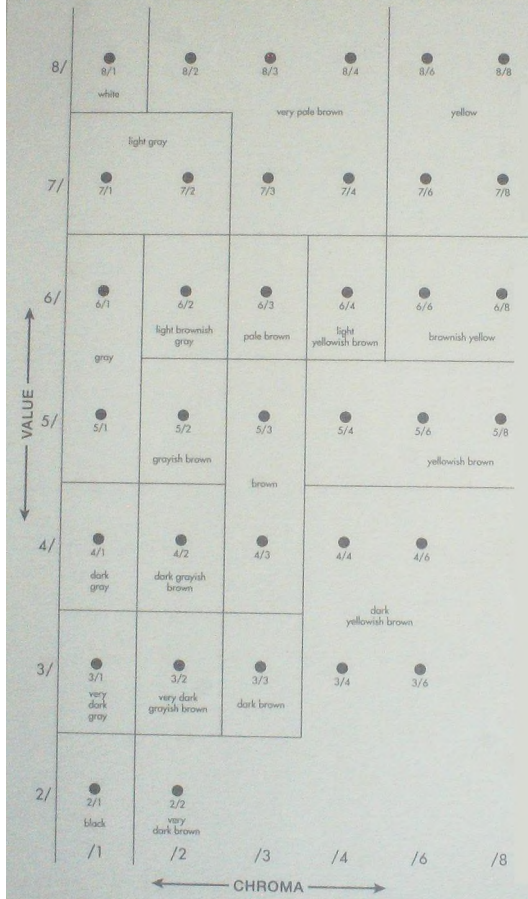 8/
8/1
8/2
8/3
8/4
8/6
8/8
white
very pale brown
yellow
light gray
7/
7/1
7/2
7/3
7/4
7/6
7/8
6/
6/1
6/2
6/3
6/4
6/6
6/8
light brownish
gray
pale brown
light
yellowish brown
brownish yellow
gray
VALUE
5/
5/1
5/2
5/3
5/4
5/6
5/8
grayish brown
yellowish brown
brown
4/
4/1
4/2
4/3
4/4
4/6
dark
gray
dark grayish
brown
dark
yellowish brown
3/
3/1
3/2
3/3
3/4
3/6
very
dark
gray
very dark
grayish brown
dark brown
2/
2/1
2/2
black
very
dark brown
/1
/2
/3
/4
/6
/8
CHROMA